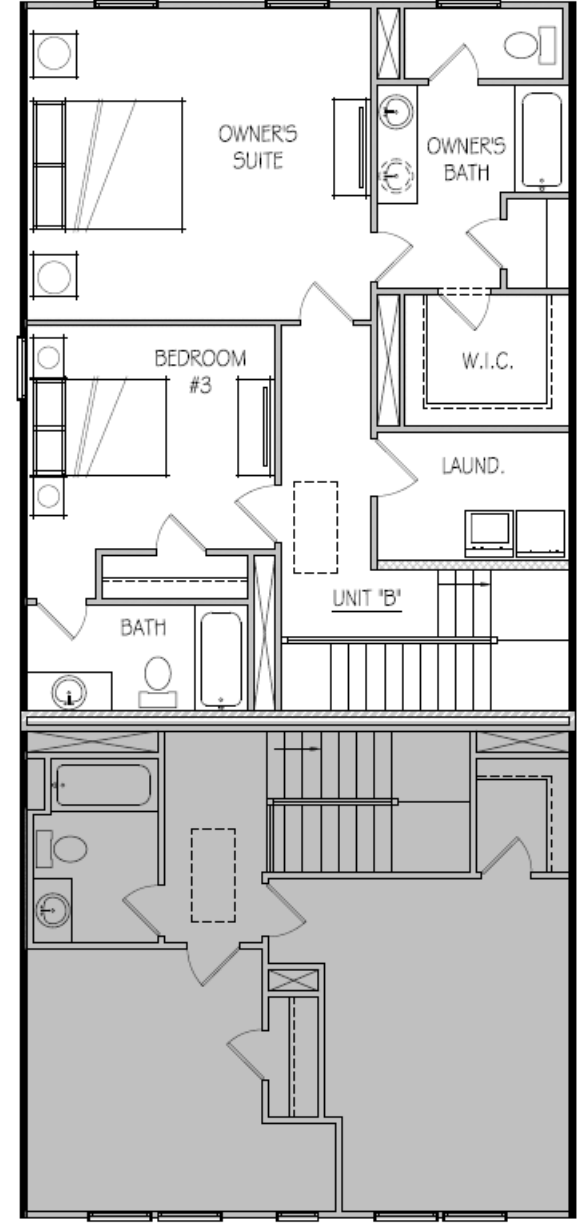 OWNER'S
SUITE
OWNER'S
BATH
BEDROOM
#3
W.I.C.
LAUND.
UNIT "B"
BATH